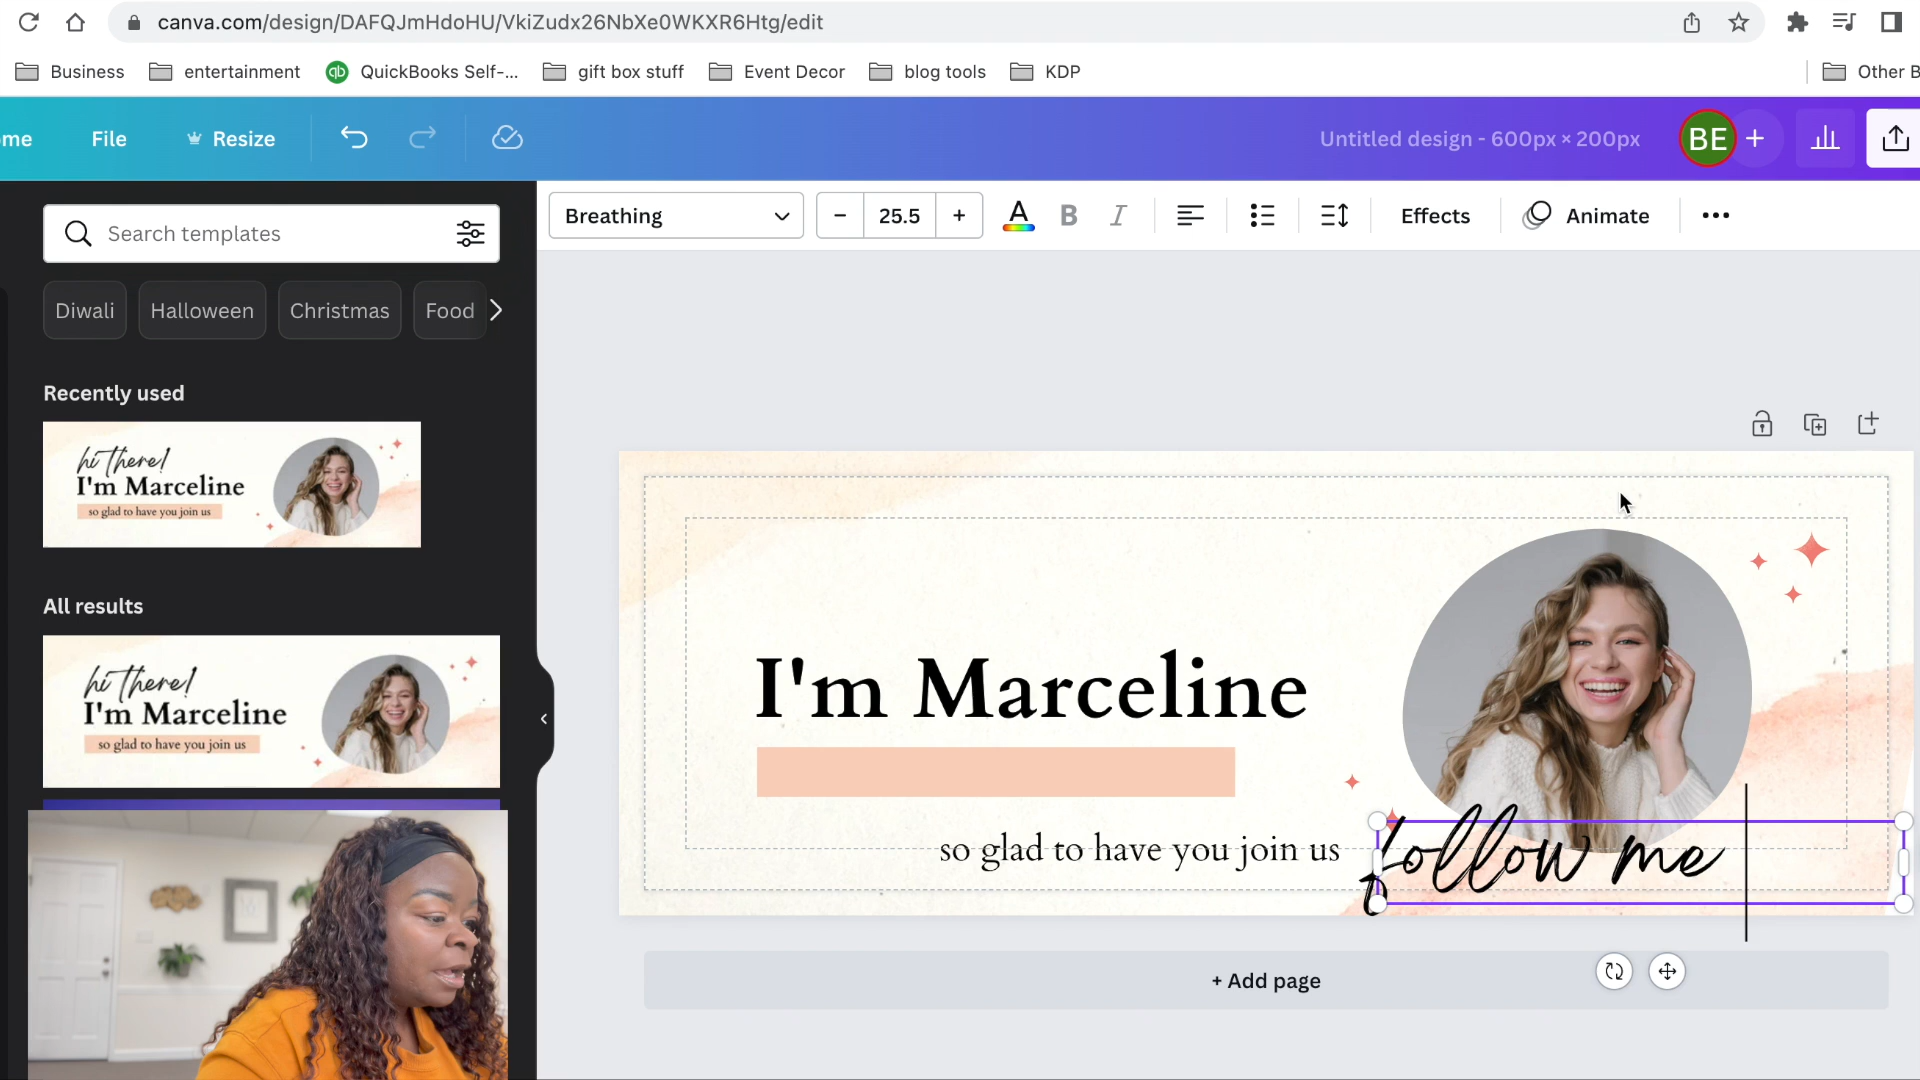 canva.com/design/DAFQJmHdoHU/VkiZudx26NbXe0WKXR6Htg/edit
Business entertainment qb QuickBooks Self-... gift box stuff Event Decor blog tools KDP Other B
me File Resize Untitled design - 600px × 200px BE +
Search templates
Breathing - 25.5 + A B I Effects Animate
Diwali Halloween Christmas Food
Recently used
hi there!
I'm Marceline
so glad to have you join us
All results
hi there!
I'm Marceline
so glad to have you join us
I'm Marceline
so glad to have you join us
follow me
+ Add page